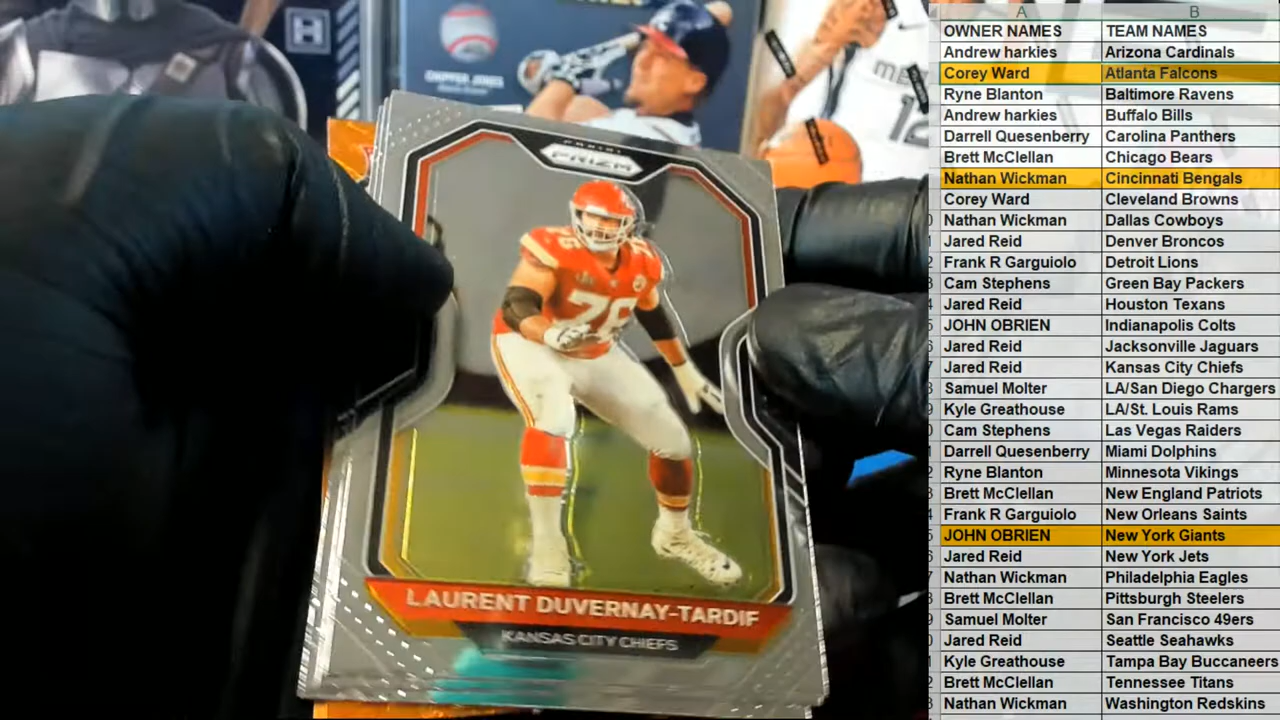 CHIPPER JONES
ME
12
PANINI
PRIZM
76
76
LAURENT DUVERNAY-TARDIF
KANSAS CITY CHIEFS
A B
OWNER NAMES TEAM NAMES
Andrew harkies Arizona Cardinals
Corey Ward Atlanta Falcons
Ryne Blanton Baltimore Ravens
Andrew harkies Buffalo Bills
Darrell Quesenberry Carolina Panthers
Brett McClellan Chicago Bears
Nathan Wickman Cincinnati Bengals
Corey Ward Cleveland Browns
Nathan Wickman Dallas Cowboys
Jared Reid Denver Broncos
Frank R Garguiolo Detroit Lions
Cam Stephens Green Bay Packers
Jared Reid Houston Texans
JOHN OBRIEN Indianapolis Colts
Jared Reid Jacksonville Jaguars
Jared Reid Kansas City Chiefs
Samuel Molter LA/San Diego Chargers
Kyle Greathouse LA/St. Louis Rams
Cam Stephens Las Vegas Raiders
Darrell Quesenberry Miami Dolphins
Ryne Blanton Minnesota Vikings
Brett McClellan New England Patriots
Frank R Garguiolo New Orleans Saints
JOHN OBRIEN New York Giants
Jared Reid New York Jets
Nathan Wickman Philadelphia Eagles
Brett McClellan Pittsburgh Steelers
Samuel Molter San Francisco 49ers
Jared Reid Seattle Seahawks
Kyle Greathouse Tampa Bay Buccaneers
Brett McClellan Tennessee Titans
Nathan Wickman Washington Redskins